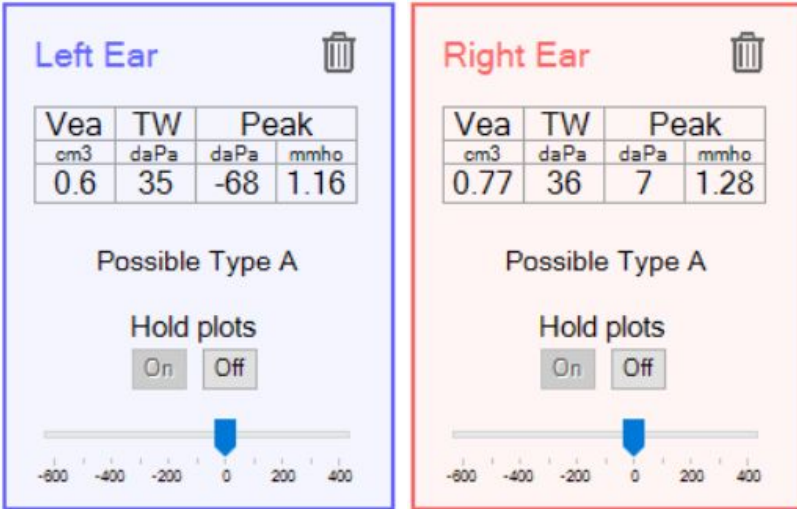 Left Ear
Vea TW Peak
cm3 daPa daPa mmho
0.6 35 -68 1.16
Possible Type A
Hold plots
On Off
-600 -400 -200 0 200 400
Right Ear
Vea TW Peak
cm3 daPa daPa mmho
0.77 36 7 1.28
Possible Type A
Hold plots
On Off
-600 -400 -200 0 200 400